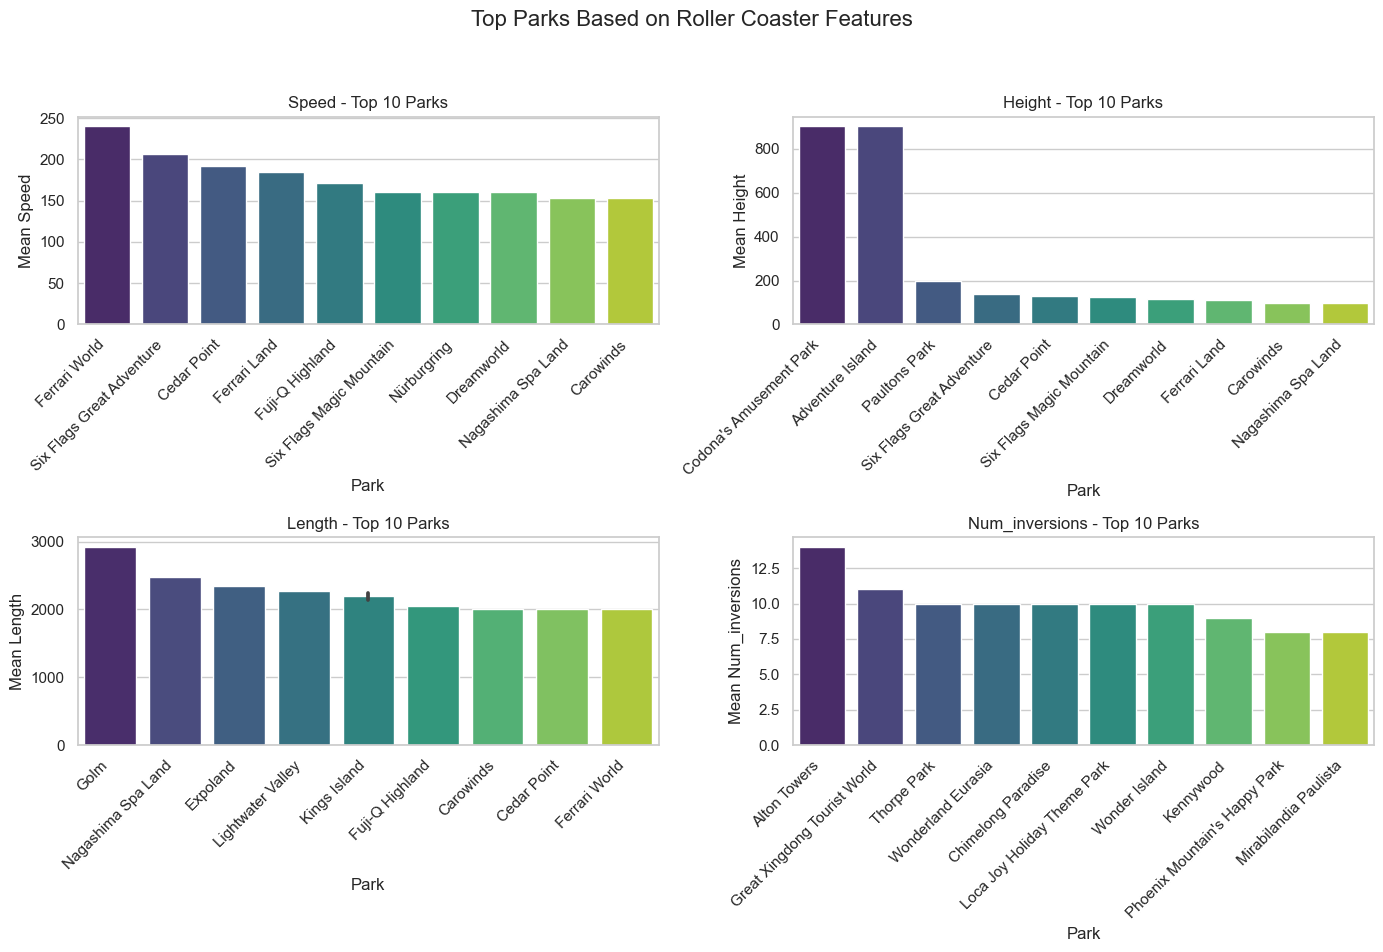 Top Parks Based on Roller Coaster Features
Speed - Top 10 Parks
Mean Speed
250
200
150
100
50
0
Ferrari World
Six Flags Great Adventure
Cedar Point
Ferrari Land
Fuji-Q Highland
Six Flags Magic Mountain
Nürburgring
Dreamworld
Nagashima Spa Land
Carowinds
Park
Height - Top 10 Parks
Mean Height
800
600
400
200
0
Codona's Amusement Park
Adventure Island
Paultons Park
Six Flags Great Adventure
Cedar Point
Six Flags Magic Mountain
Dreamworld
Ferrari Land
Carowinds
Nagashima Spa Land
Park
Length - Top 10 Parks
Mean Length
3000
2000
1000
0
Golm
Nagashima Spa Land
Expoland
Lightwater Valley
Kings Island
Fuji-Q Highland
Carowinds
Cedar Point
Ferrari World
Park
Num_inversions - Top 10 Parks
Mean Num_inversions
12.5
10.0
7.5
5.0
2.5
0.0
Alton Towers
Great Xingdong Tourist World
Thorpe Park
Wonderland Eurasia
Chimelong Paradise
Loca Joy Holiday Theme Park
Wonder Island
Kennywood
Phoenix Mountain's Happy Park
Mirabilandia Paulista
Park